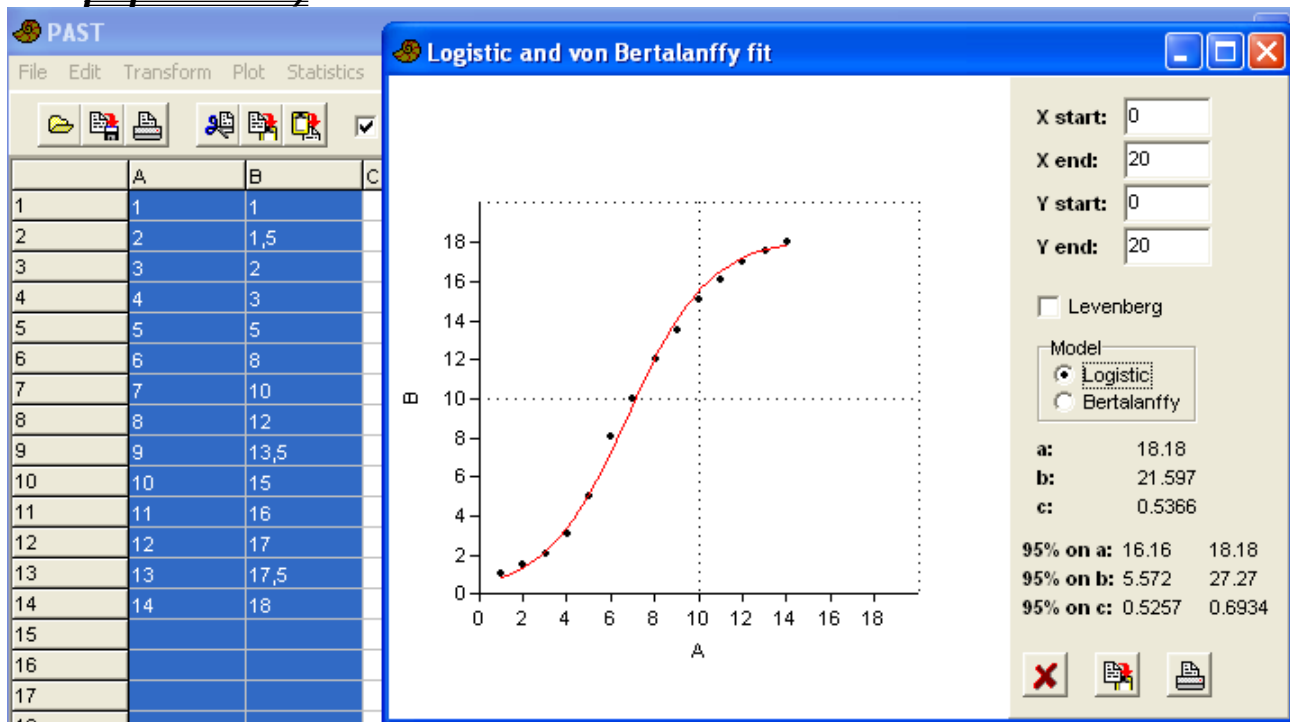 PAST
File Edit Transform Plot Statistics
A B C
1 1 1
2 2 1,5
3 3 2
4 4 3
5 5 5
6 6 8
7 7 10
8 8 12
9 9 13,5
10 10 15
11 11 16
12 12 17
13 13 17,5
14 14 18
15
16
17
Logistic and von Bertalanffy fit
18
16
14
12
10
8
6
4
2
0
B
0 2 4 6 8 10 12 14 16 18
A
X start: 0
X end: 20
Y start: 0
Y end: 20
Levenberg
Model
Logistic
Bertalanffy
a: 18.18
b: 21.597
c: 0.5366
95% on a: 16.16 18.18
95% on b: 5.572 27.27
95% on c: 0.5257 0.6934